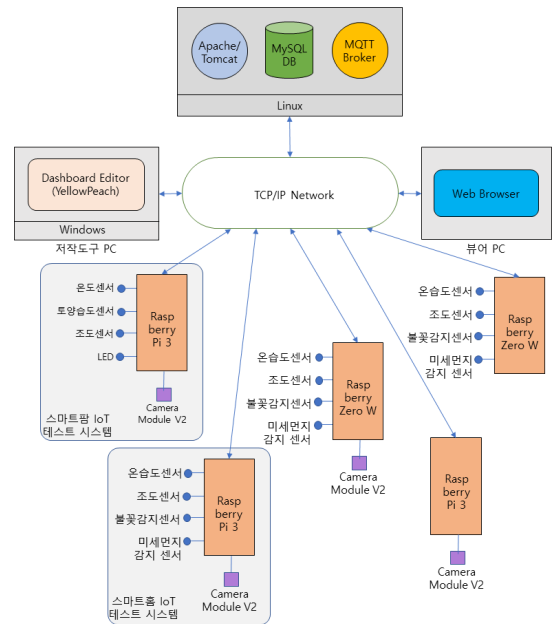 Apache/
Tomcat
MySQL
DB
MQTT
Broker
Linux
Dashboard Editor
(YellowPeach)
Windows
저작도구 PC
TCP/IP Network
Web Browser
뷰어 PC
온도센서
토양습도센서
조도센서
LED
Rasp
berry
Pi 3
Camera
Module V2
스마트팜 IoT
테스트 시스템
온습도센서
조도센서
불꽃감지센서
미세먼지
감지 센서
Rasp
berry
Zero W
온습도센서
조도센서
불꽃감지센서
미세먼지
감지 센서
Rasp
berry
Zero W
Camera
Module V2
Rasp
berry
Pi 3
Camera
Module V2
온습도센서
조도센서
불꽃감지센서
미세먼지
감지 센서
Rasp
berry
Pi 3
Camera
Module V2
스마트홈 IoT
테스트 시스템